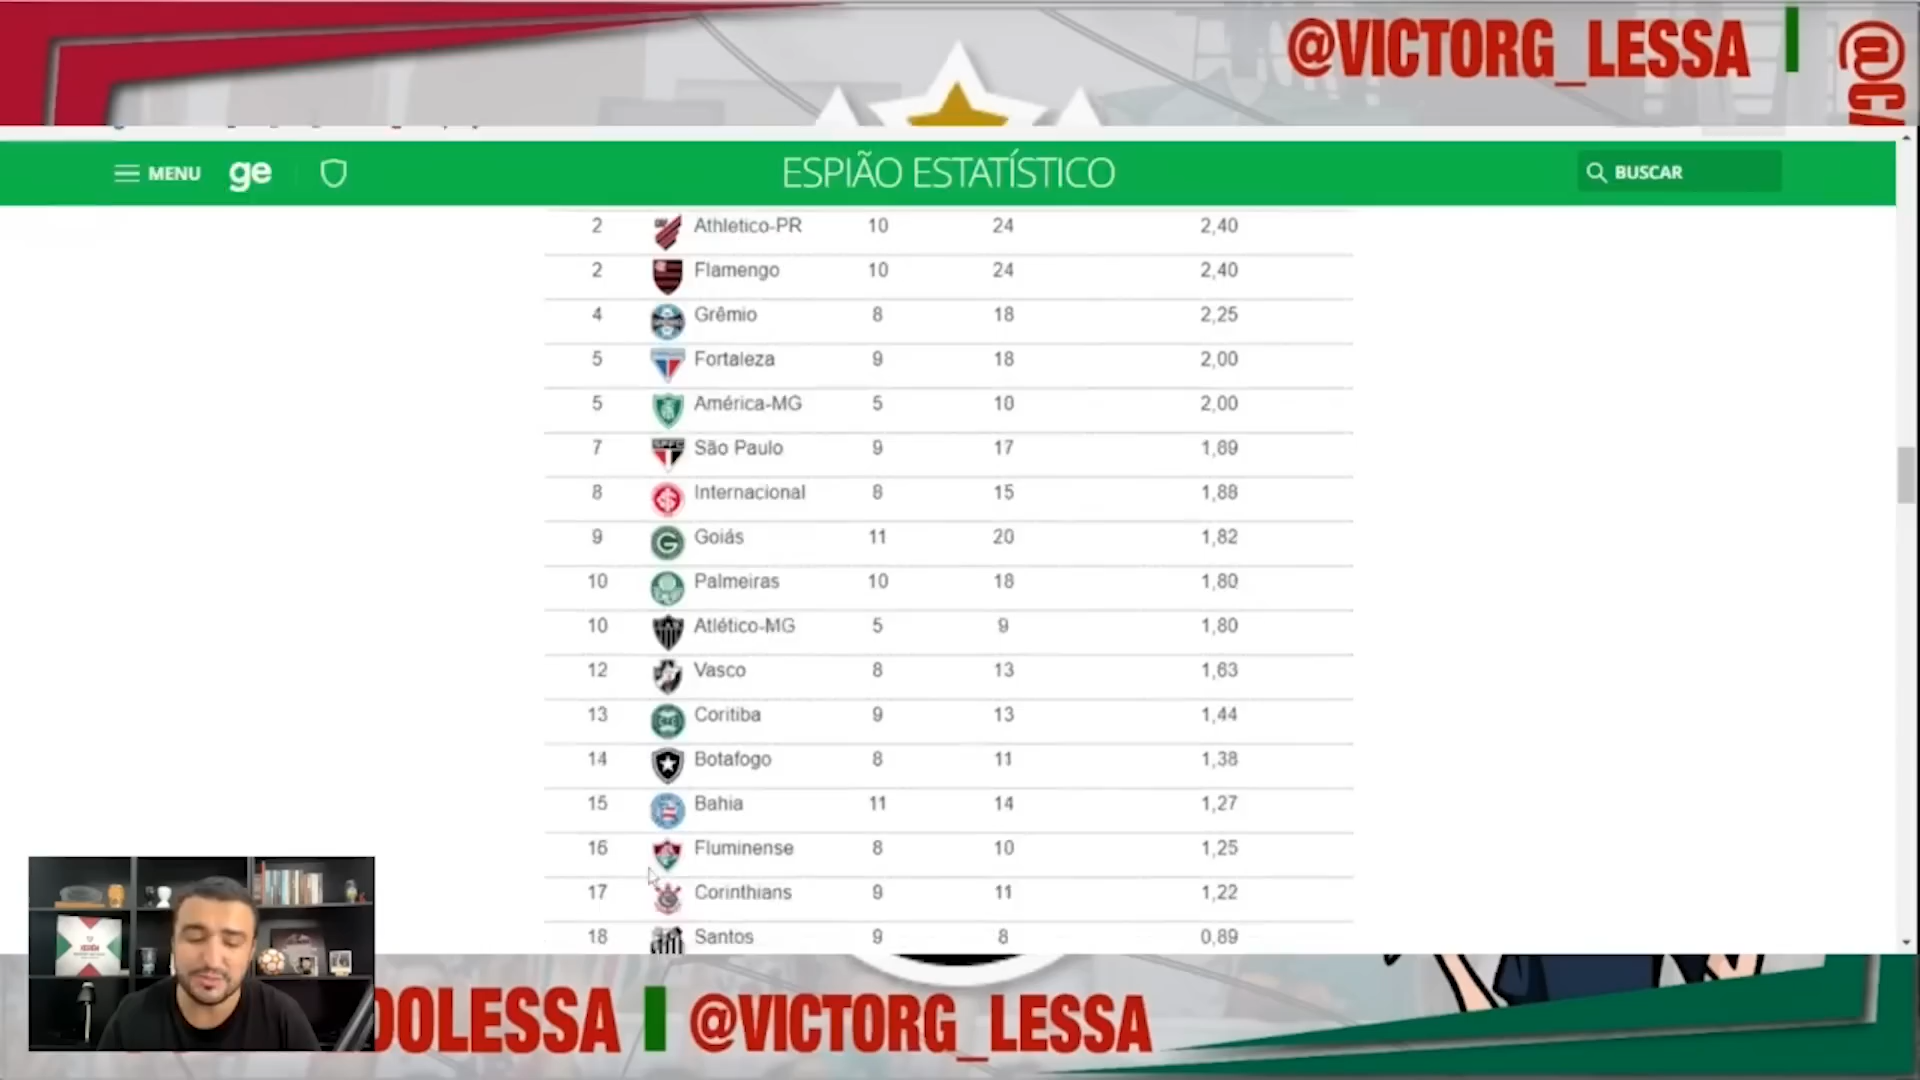 @VICTORG_LESSA
@C
MENU ge ESPIÃO ESTATÍSTICO BUSCAR
2 Athletico-PR 10 24 2,40
2 Flamengo 10 24 2,40
4 Grêmio 8 18 2,25
5 Fortaleza 9 18 2,00
5 América-MG 5 10 2,00
7 São Paulo 9 17 1,89
8 Internacional 8 15 1,88
9 Goiás 11 20 1,82
10 Palmeiras 10 18 1,80
10 Atlético-MG 5 9 1,80
12 Vasco 8 13 1,63
13 Coritiba 9 13 1,44
14 Botafogo 8 11 1,38
15 Bahia 11 14 1,27
16 Fluminense 8 10 1,25
17 Corinthians 9 11 1,22
18 Santos 9 8 0,89
OOLESSA @VICTORG_LESSA